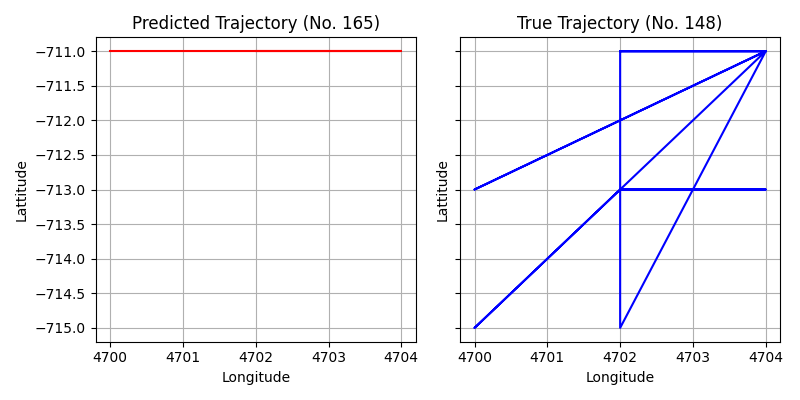 Predicted Trajectory (No. 165)
True Trajectory (No. 148)
−711.0
−711.5
−712.0
−712.5
−713.0
−713.5
−714.0
−714.5
−715.0
Lattitude
Lattitude
4700 4701 4702 4703 4704
4700 4701 4702 4703 4704
Longitude
Longitude